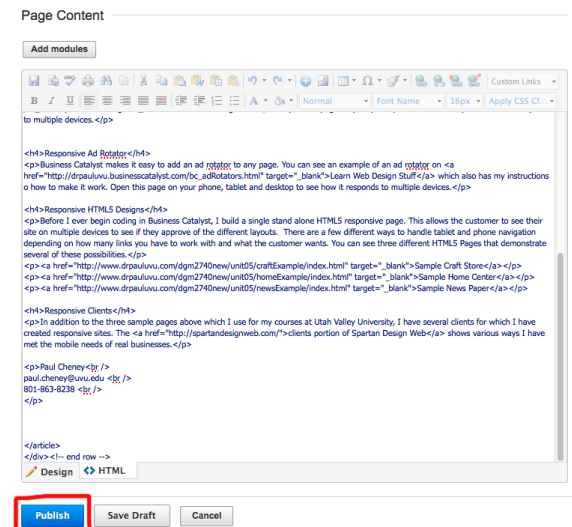 Page Content
Add modules
Custom Links
B I U Normal Font Name 16px Apply CSS Cl...
to multiple devices.</p>
<h4>Responsive Ad Rotator</h4>
<p>Business Catalyst makes it easy to add an ad rotator to any page. You can see an example of an ad rotator on <a
href="http://drpauluvu.businesscatalyst.com/bc_adRotators.html" target="_blank">Learn Web Design Stuff</a> which also has my instructions
o how to make it work. Open this page on your phone, tablet and desktop to see how it responds to multiple devices.</p>
<h4>Responsive HTML5 Designs</h4>
<p>Before I ever begin coding in Business Catalyst, I build a single stand alone HTML5 responsive page. This allows the customer to see their
site on multiple devices to see if they approve of the different layouts.  There are a few different ways to handle tablet and phone navigation
depending on how many links you have to work with and what the customer wants. You can see three different HTML5 Pages that demonstrate
several of these possibilities.</p>
<p><a href="http://www.drpauluvu.com/dgm2740new/unit05/craftExample/index.html" target="_blank">Sample Craft Store</a></p>
<p><a href="http://www.drpauluvu.com/dgm2740new/unit05/homeExample/index.html" target="_blank">Sample Home Center</a></p>
<p><a href="http://www.drpauluvu.com/dgm2740new/unit05/newsExample/index.html" target="_blank">Sample News Paper</a></p>
<h4>Responsive Clients</h4>
<p>In addition to the three sample pages above which I use for my courses at Utah Valley University, I have several clients for which I have
created responsive sites. The <a href="http://spartandesignweb.com/">clients portion of Spartan Design Web</a> shows various ways I have
met the mobile needs of real businesses.</p>
<p>Paul Cheney<br />
paul.cheney@uvu.edu <br />
801-863-8238 <br />
</p>
</article>
</div><!-- end row -->
Design HTML
Publish Save Draft Cancel